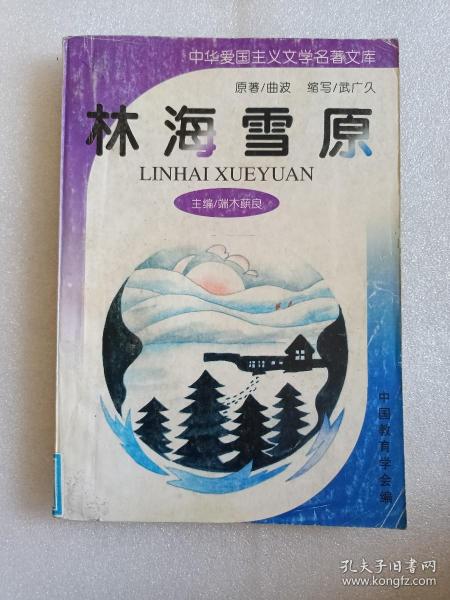 中华爱国主义文学名著文库
原著/曲波 缩写/武广久
林海雪原
LINHAI XUEYUAN
主编/端木蕻良
中国教育学会编
孔夫子旧书网
www.kongfz.com